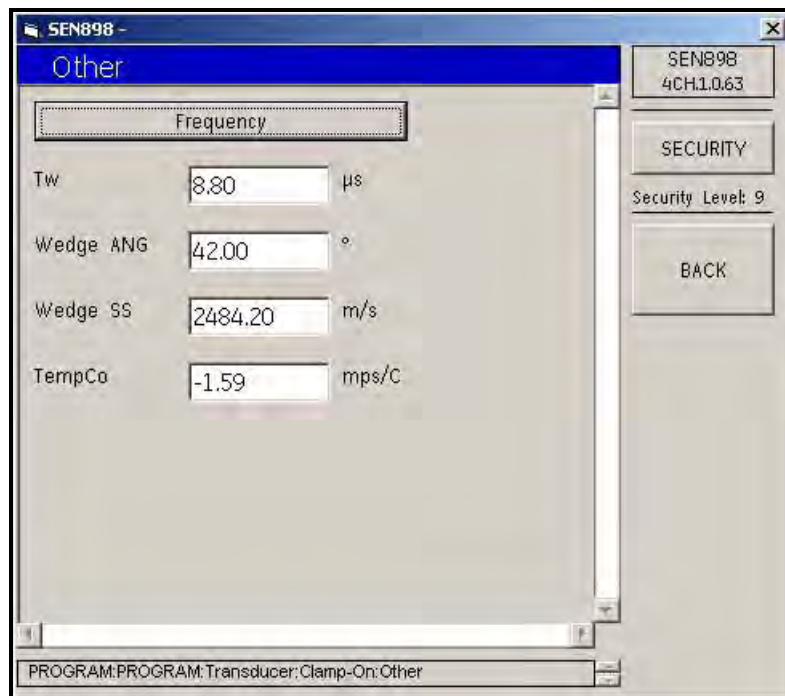 SEN898 -
Other
SEN898
4CH.1.0.63
Frequency
SECURITY
Security Level: 9
BACK
Tw 8.80 µs
Wedge ANG 42.00 °
Wedge SS 2484.20 m/s
TempCo -1.59 mps/C
PROGRAM:PROGRAM:Transducer:Clamp-On:Other